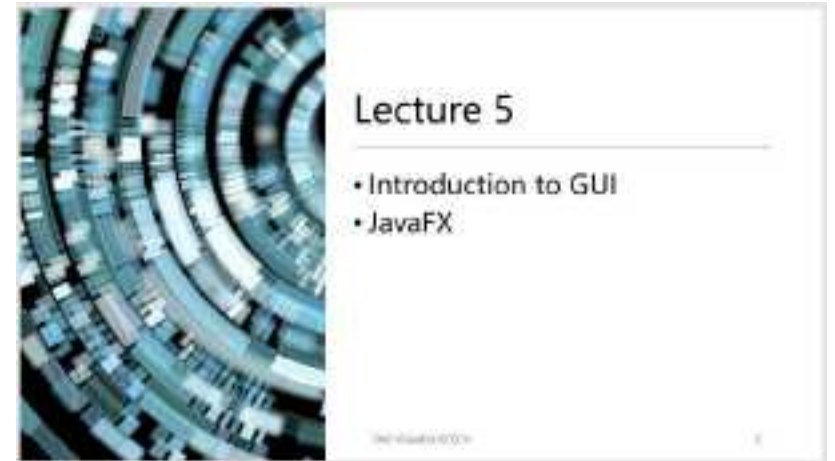 Lecture 5
• Introduction to GUI
• JavaFX